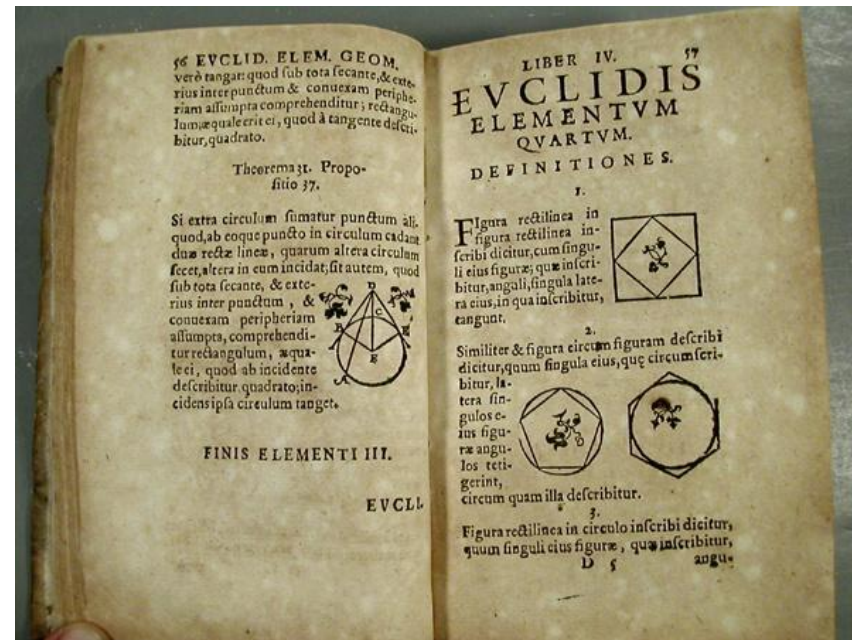 56 EVCLID. ELEM. GEOM.
verò tangat: quod ſub tota ſecante, & exte-
rius inter punctum & conuexam periphe-
riam aſſumpta comprehenditur; rectangu-
lum, æquale erit ei, quod à tangente deſcri-
bitur, quadrato.
Theorema 31. Propo-
ſitio 37.
Si extra circulum ſumatur punctum ali-
quod, ab eoque puncto in circulum cadant
duæ rectæ lineæ, quarum altera circulum
ſecet, altera in eum incidat; ſit autem, quod
ſub tota ſecante, & exte-
rius inter punctum, &
conuexam peripheriam
aſſumpta, comprehendi-
tur rectangulum, æqua-
le ei, quod ab incidente
deſcribitur quadrato; in-
cidens ipſa circulum tanget.
D
C
B
E
A
FINIS ELEMENTI III.
EVCLI.
LIBER IV. 57
EVCLIDIS
ELEMENTVM
QVARTVM.
DEFINITIONES.
1.
FIgura rectilinea in
figura rectilinea in-
ſcribi dicitur, cum ſingu-
li eius figuræ; quæ inſcri-
bitur, anguli, ſingula late-
ra eius, in qua inſcribitur,
tangunt.
2.
Similiter & figura circum figuram deſcribi
dicitur, quum ſingula eius, quę circumſcri-
bitur, la-
tera ſin-
gulos e-
ius figu-
ræ angu-
los teti-
gerint,
circum quam illa deſcribitur.
3.
Figura rectilinea in circulo inſcribi dicitur,
quum ſinguli eius figuræ, quæ inſcribitur,
D 5 angu-